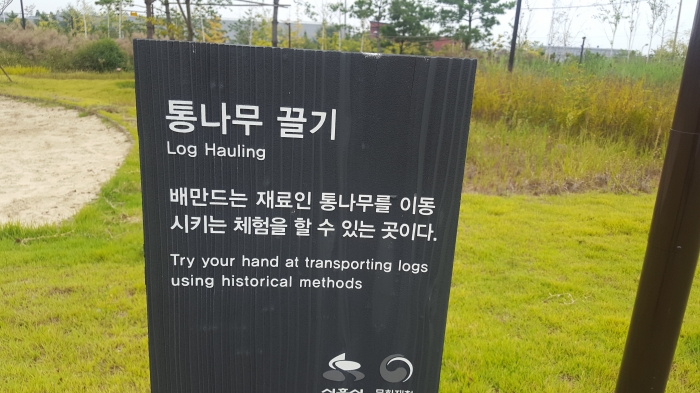 통나무 끌기
Log Hauling
배만드는 재료인 통나무를 이동
시키는 체험을 할 수 있는 곳이다.
Try your hand at transporting logs
using historical methods